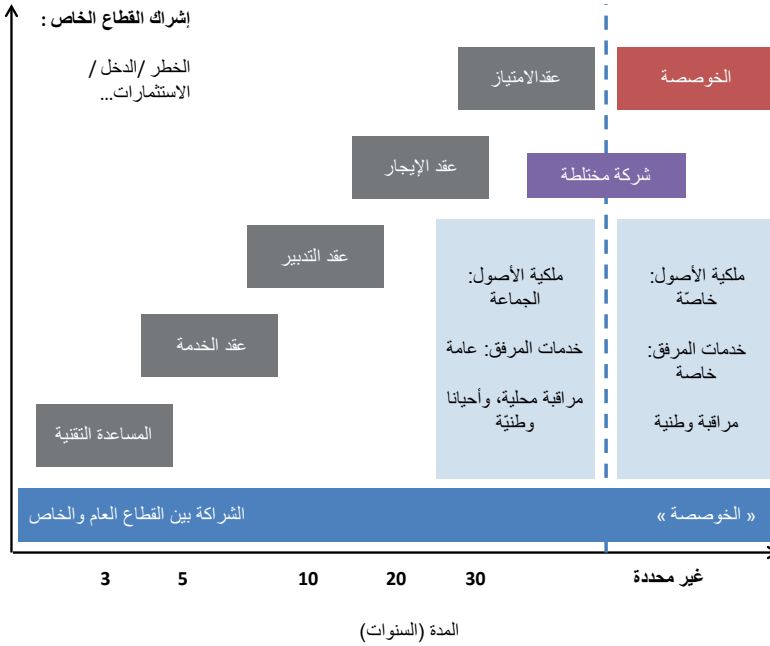 إشراك القطاع الخاص :
الخطر /الدخل /
الاستثمارات...
الخوصصة
عقدالامتياز
شركة مختلطة
عقد الإيجار
عقد التدبير
عقد الخدمة
المساعدة التقنية
ملكية الأصول:
خاصّة
خدمات المرفق:
خاصة
مراقبة وطنية
ملكية الأصول:
الجماعة
خدمات المرفق: عامة
مراقبة محلية، وأحيانا
وطنيّة
الشراكة بين القطاع العام والخاص
« الخوصصة »
3 5 10 20 30 غير محددة
المدة (السنوات)